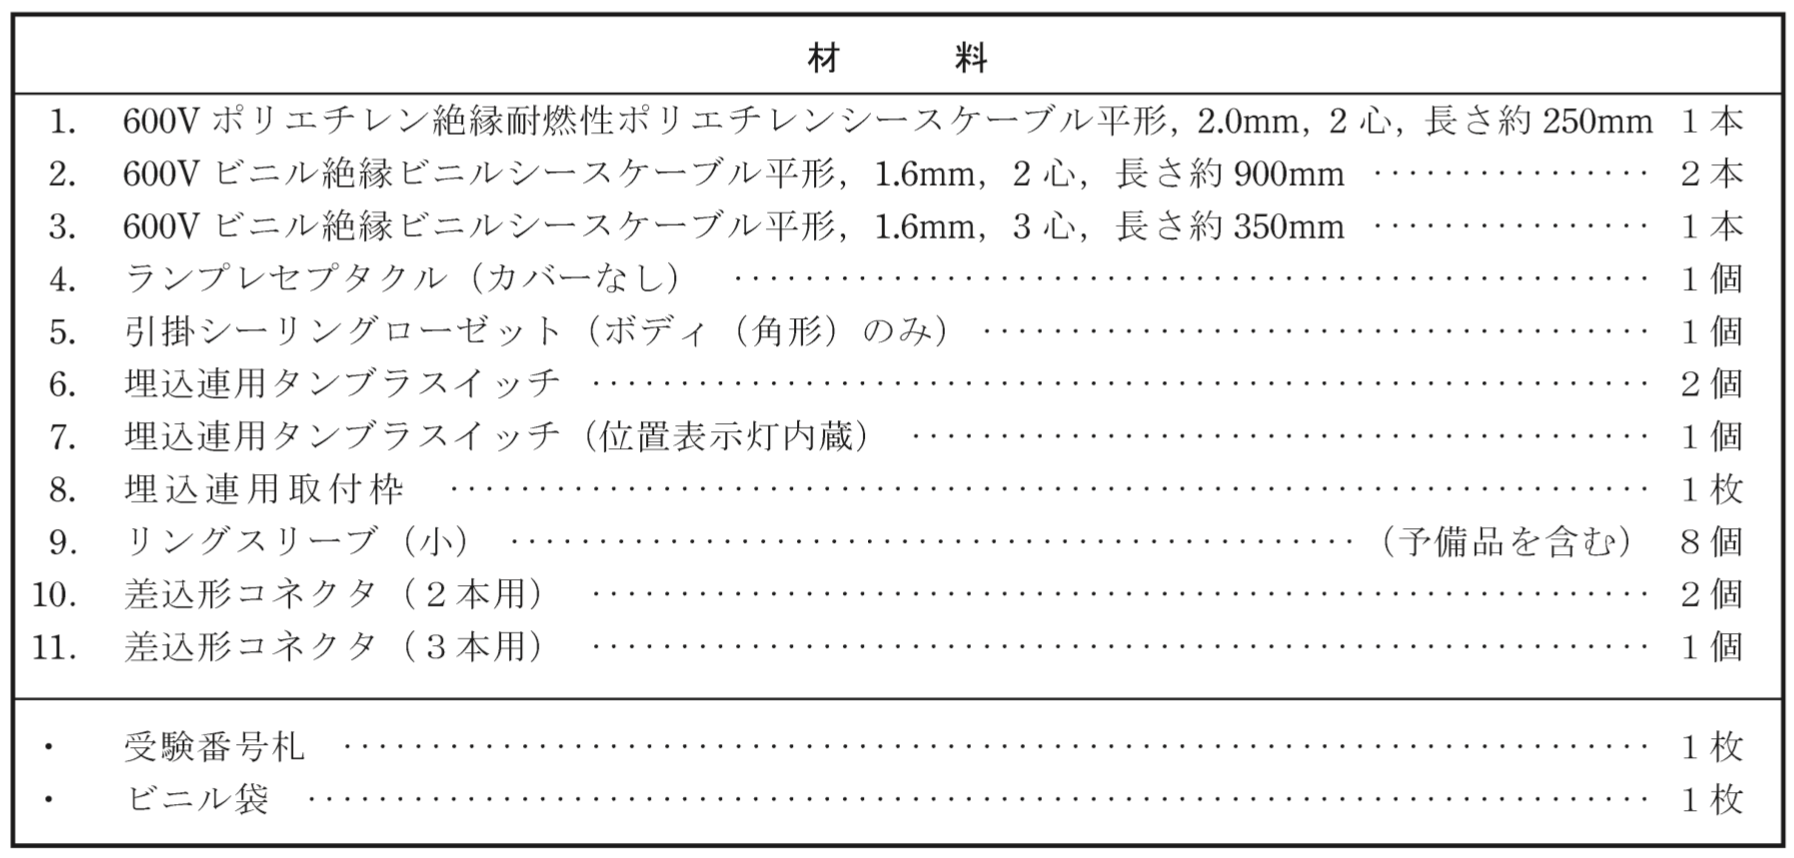 材　料
1. 600V ポリエチレン絶縁耐燃性ポリエチレンシースケーブル平形，2.0mm，2 心，長さ約 250mm 1 本
2. 600V ビニル絶縁ビニルシースケーブル平形，1.6mm，2 心，長さ約 900mm ‥‥‥‥‥‥‥‥ 2 本
3. 600V ビニル絶縁ビニルシースケーブル平形，1.6mm，3 心，長さ約 350mm ‥‥‥‥‥‥‥‥ 1 本
4. ランプレセプタクル（カバーなし） ‥‥‥‥‥‥‥‥ 1 個
5. 引掛シーリングローゼット（ボディ（角形）のみ） ‥‥‥‥‥‥‥‥ 1 個
6. 埋込連用タンブラスイッチ ‥‥‥‥‥‥‥‥ 2 個
7. 埋込連用タンブラスイッチ（位置表示灯内蔵） ‥‥‥‥‥‥‥‥ 1 個
8. 埋込連用取付枠 ‥‥‥‥‥‥‥‥ 1 枚
9. リングスリーブ（小） ‥‥‥‥‥‥‥‥（予備品を含む） 8 個
10. 差込形コネクタ（２本用） ‥‥‥‥‥‥‥‥ 2 個
11. 差込形コネクタ（３本用） ‥‥‥‥‥‥‥‥ 1 個
・ 受験番号札 ‥‥‥‥‥‥‥‥ 1 枚
・ ビニル袋 ‥‥‥‥‥‥‥‥ 1 枚